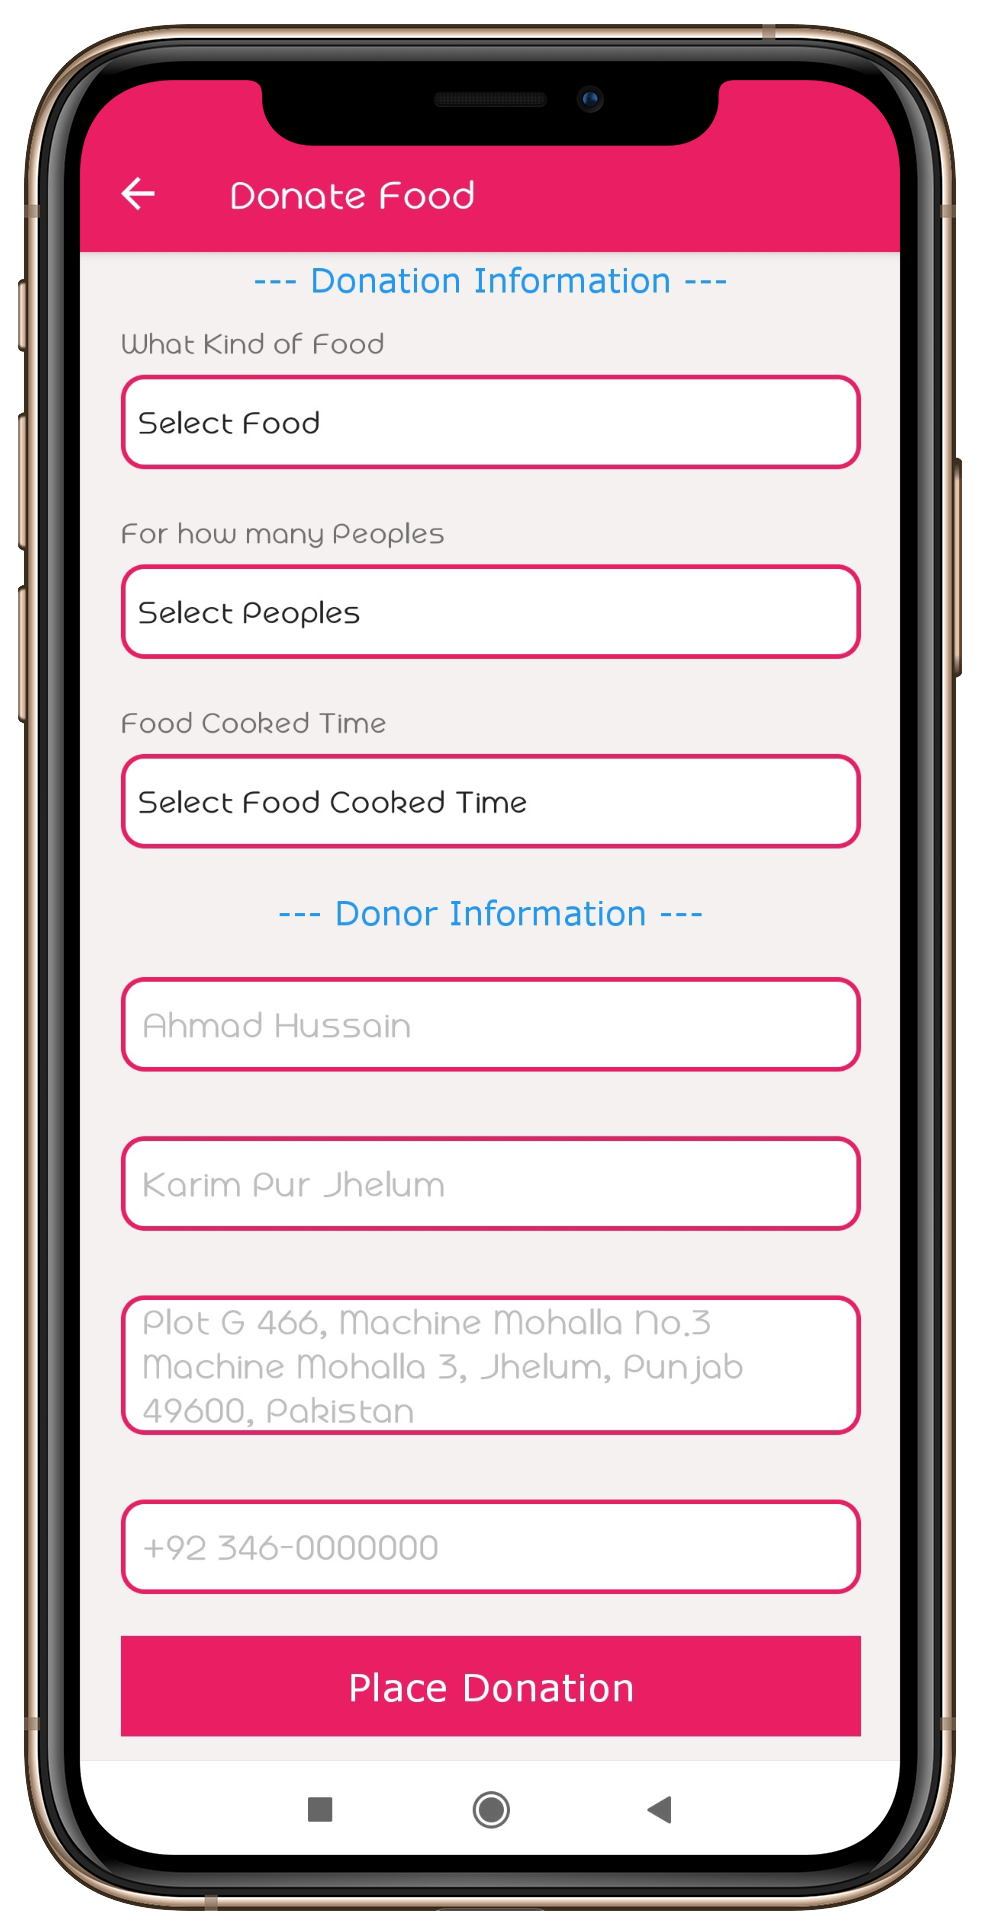 Donate Food
--- Donation Information ---
What Kind of Food
Select Food
For how many Peoples
Select Peoples
Food Cooked Time
Select Food Cooked Time
--- Donor Information ---
Ahmad Hussain
Karim Pur Jhelum
Plot G 466, Machine Mohalla No.3
Machine Mohalla 3, Jhelum, Punjab
49600, Pakistan
+92 346-0000000
Place Donation